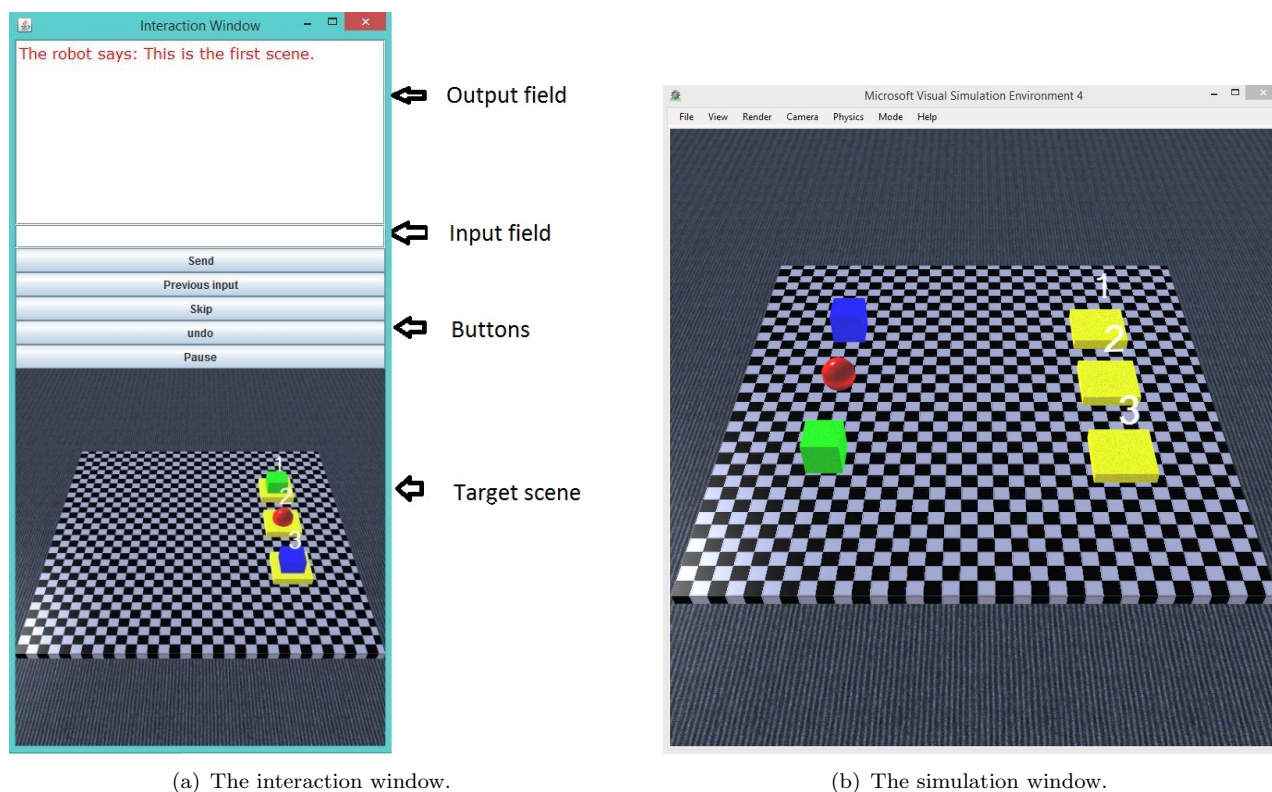 Interaction Window
The robot says: This is the first scene.
Output field
Input field
Send
Previous input
Skip
undo
Pause
Buttons
1
2
3
Target scene
(a) The interaction window.
Microsoft Visual Simulation Environment 4
File View Render Camera Physics Mode Help
1
2
3
(b) The simulation window.